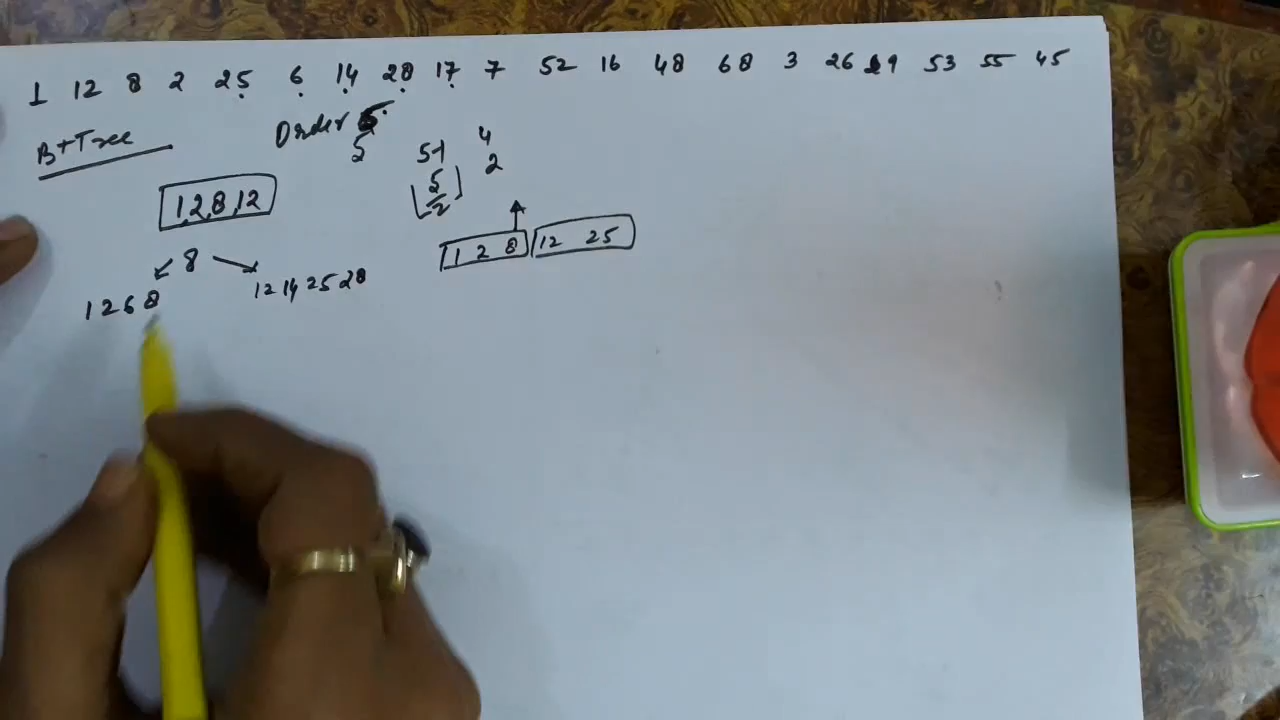 1 12 8 2 25 6 14 28 17 7 52 16 48 68 3 26 29 53 55 45
B+Tree
Order 5
5
5-1 4
5/2 2
1,2,8,12
1 2 8 12 25
8
1 2 6 8 12 14 25 28